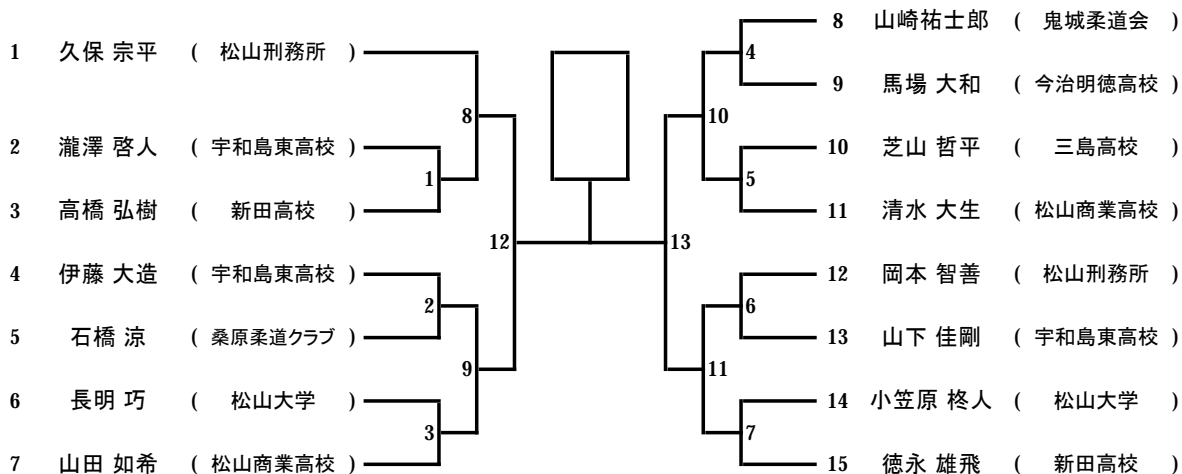 1 久保 宗平 ( 松山刑務所 )
2 瀧澤 啓人 ( 宇和島東高校 )
3 高橋 弘樹 ( 新田高校 )
4 伊藤 大造 ( 宇和島東高校 )
5 石橋 涼 ( 桑原柔道クラブ )
6 長明 巧 ( 松山大学 )
7 山田 如希 ( 松山商業高校 )
8
1
12
2
9
3
8 山崎祐士郎 ( 鬼城柔道会 )
9 馬場 大和 ( 今治明徳高校 )
10 芝山 哲平 ( 三島高校 )
11 清水 大生 ( 松山商業高校 )
12 岡本 智善 ( 松山刑務所 )
13 山下 佳剛 ( 宇和島東高校 )
14 小笠原 柊人 ( 松山大学 )
15 徳永 雄飛 ( 新田高校 )
4
10
5
13
6
11
7